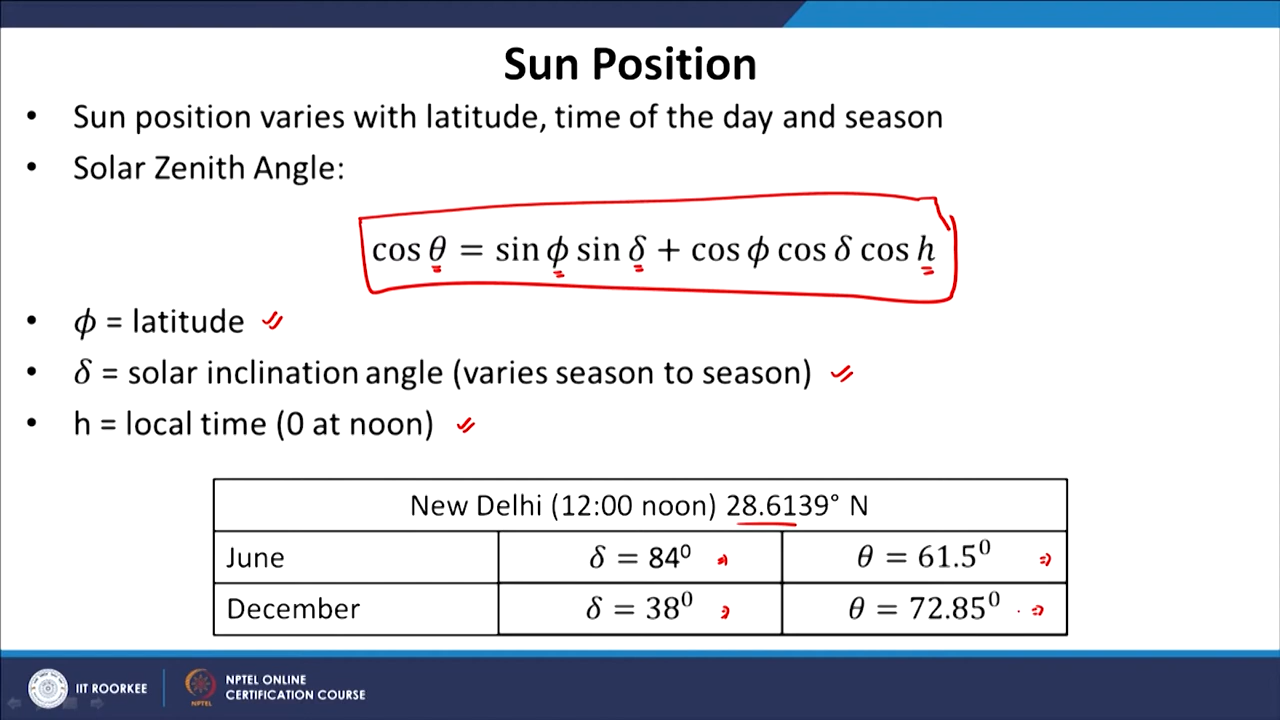 Sun Position
• Sun position varies with latitude, time of the day and season
• Solar Zenith Angle:
cos θ = sin ϕ sin δ + cos ϕ cos δ cos h
• ϕ = latitude
• δ = solar inclination angle (varies season to season)
• h = local time (0 at noon)
New Delhi (12:00 noon) 28.6139° N
June δ = 84⁰ θ = 61.5⁰
December δ = 38⁰ θ = 72.85⁰
IIT ROORKEE
NPTEL
NPTEL ONLINE
CERTIFICATION COURSE